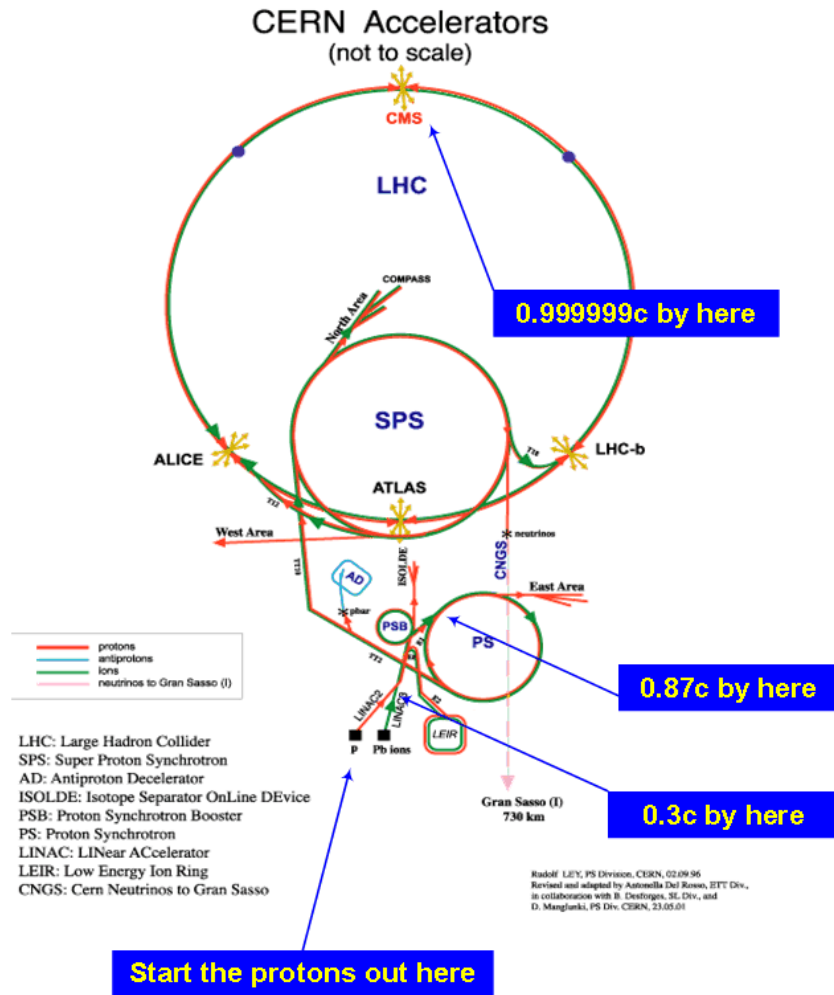 CERN Accelerators
(not to scale)
CMS
LHC
0.999999c by here
COMPASS
North Area
SPS
ALICE
TI8
LHC-b
ATLAS
TI2
West Area
neutrinos
CNGS
TT10
ISOLDE
East Area
AD
pbar
PSB
PS
TT2
E2
protons
antiprotons
ions
neutrinos to Gran Sasso (I)
0.87c by here
LINAC2
LINAC3
LEIR
p
Pb ions
LHC: Large Hadron Collider
SPS: Super Proton Synchrotron
AD: Antiproton Decelerator
ISOLDE: Isotope Separator OnLine DEvice
PSB: Proton Synchrotron Booster
PS: Proton Synchrotron
LINAC: LINear ACcelerator
LEIR: Low Energy Ion Ring
CNGS: Cern Neutrinos to Gran Sasso
Gran Sasso (I)
730 km
0.3c by here
Rudolf LEY, PS Division, CERN, 02.09.96
Revised and adapted by Antonella Del Rosso, ETT Div.,
in collaboration with B. Desforges, SL Div., and
D. Manglunki, PS Div. CERN, 23.05.01
Start the protons out here